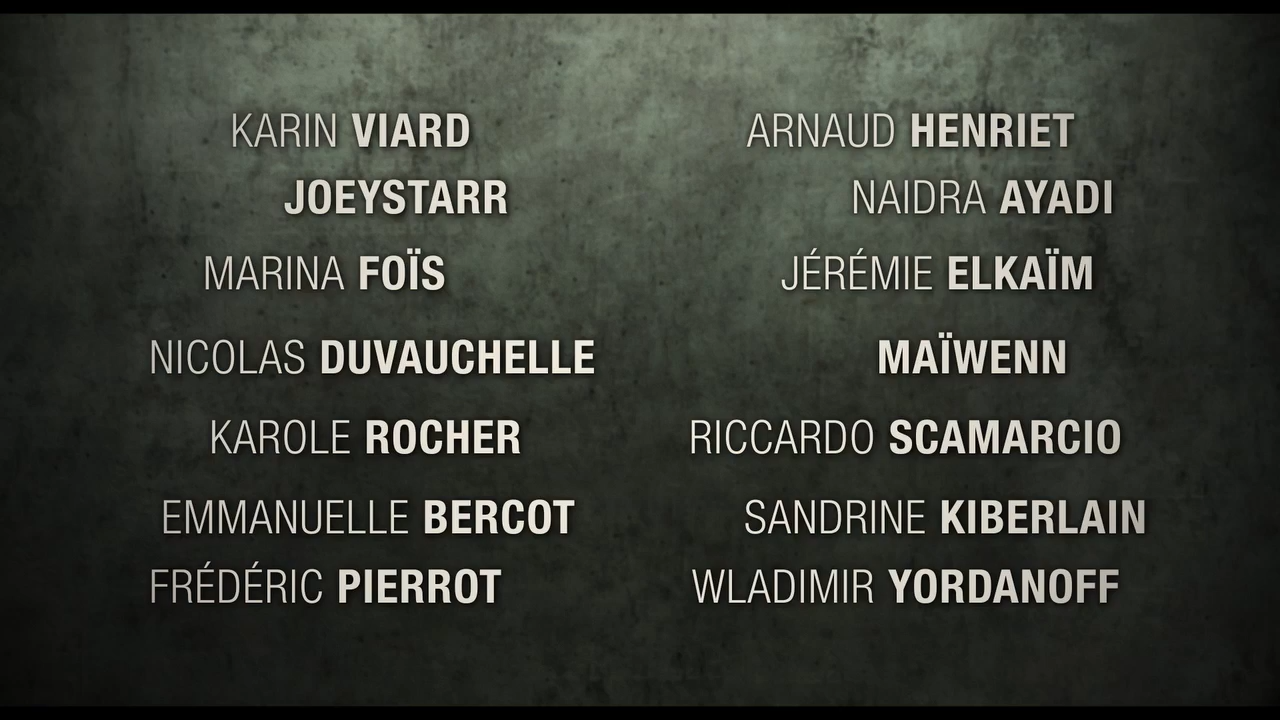 KARIN VIARD
JOEYSTARR
MARINA FOÏS
NICOLAS DUVAUCHELLE
KAROLE ROCHER
EMMANUELLE BERCOT
FRÉDÉRIC PIERROT
ARNAUD HENRIET
NAIDRA AYADI
JÉRÉMIE ELKAÏM
MAÏWENN
RICCARDO SCAMARCIO
SANDRINE KIBERLAIN
WLADIMIR YORDANOFF